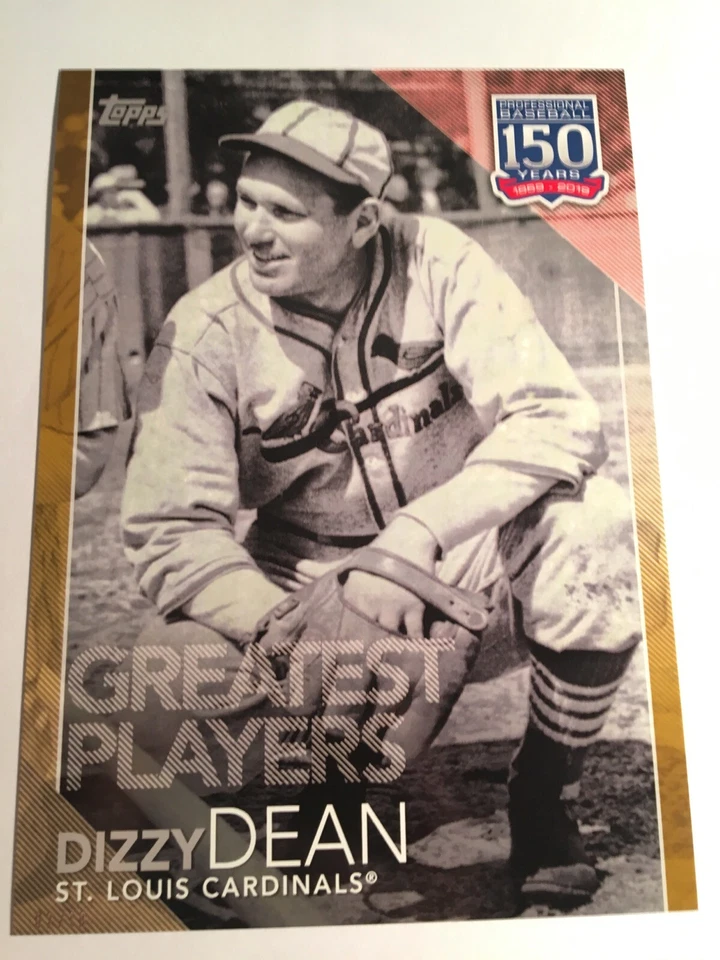 Topps
PROFESSIONAL
BASEBALL
150
YEARS
1869 - 2019
Cardinals
GREATEST
PLAYERS
DIZZY DEAN
ST. LOUIS CARDINALS®